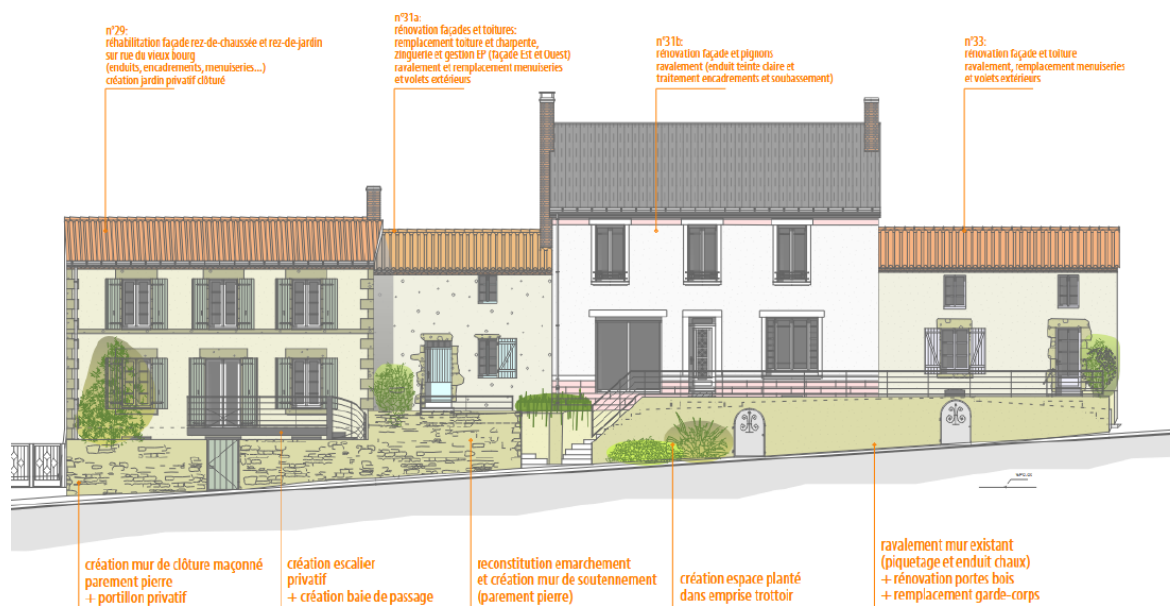 n°29:
réhabilitation façade rez-de-chaussée et rez-de-jardin
sur rue du vieux bourg
(enduits, encadrements, menuiseries...)
création jardin privatif clôturé
n°31a:
rénovation façades et toitures:
remplacement toiture et charpente,
zinguerie et gestion EP (façade Est et Ouest)
ravalement et remplacement menuiseries
et volets extérieurs
n°31b:
rénovation façade et pignons
ravalement (enduit teinte claire et
traitement encadrements et soubassement)
n°33:
rénovation façade et toiture
ravalement, remplacement menuiseries
et volets extérieurs
création mur de clôture maçonné
parement pierre
+ portillon privatif
création escalier
privatif
+ création baie de passage
reconstitution emarchement
et création mur de soutennement
(parement pierre)
création espace planté
dans emprise trottoir
ravalement mur existant
(piquetage et enduit chaux)
+ rénovation portes bois
+ remplacement garde-corps